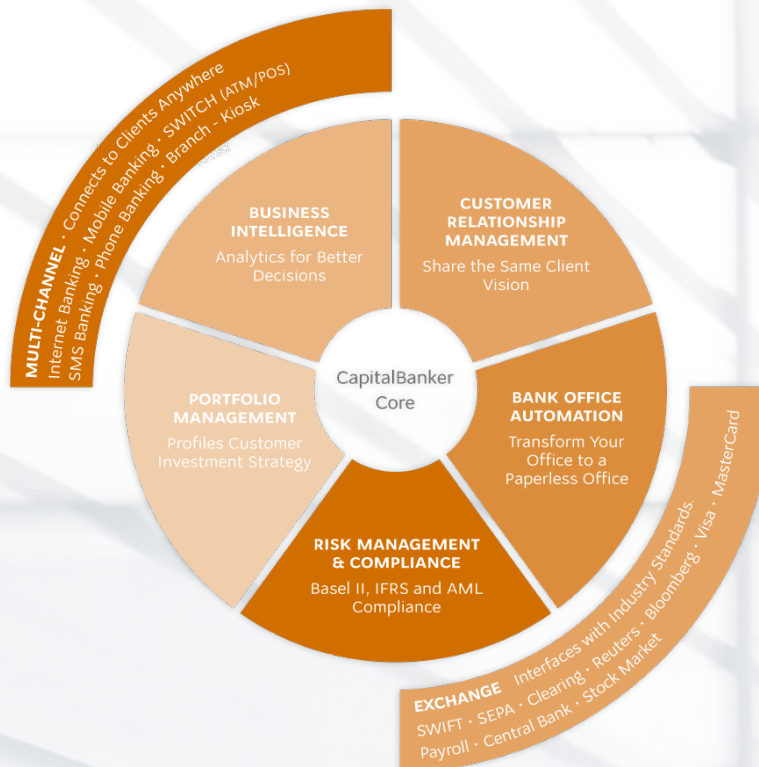 MULTI-CHANNEL · Connects to Clients Anywhere
Internet Banking · Mobile Banking · SWITCH (ATM/POS)
SMS Banking · Phone Banking · Branch - Kiosk
BUSINESS
INTELLIGENCE
Analytics for Better
Decisions
CUSTOMER
RELATIONSHIP
MANAGEMENT
Share the Same Client
Vision
CapitalBanker
Core
PORTFOLIO
MANAGEMENT
Profiles Customer
Investment Strategy
BANK OFFICE
AUTOMATION
Transform Your
Office to a
Paperless Office
RISK MANAGEMENT
& COMPLIANCE
Basel II, IFRS and AML
Compliance
EXCHANGE Interfaces with Industry Standards.
SWIFT · SEPA · Clearing · Reuters · Bloomberg · Visa · MasterCard
Payroll · Central Bank · Stock Market